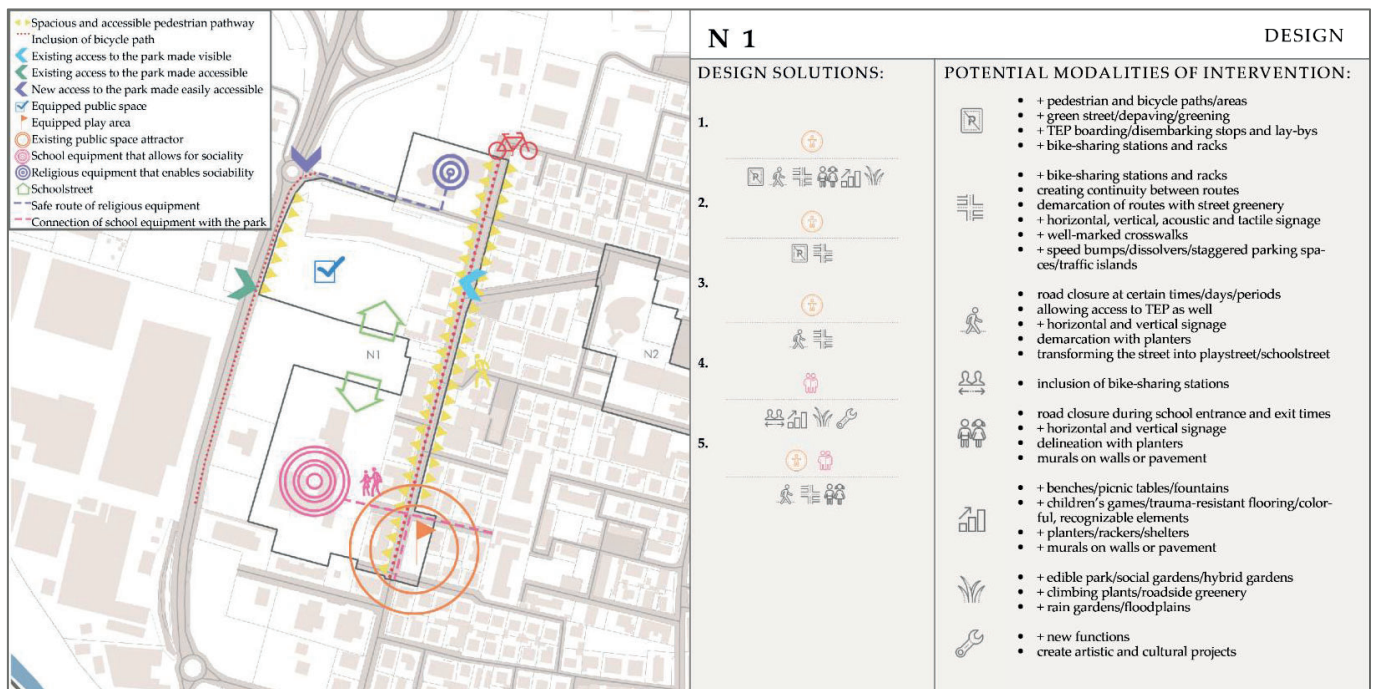 Spacious and accessible pedestrian pathway
Inclusion of bicycle path
Existing access to the park made visible
Existing access to the park made accessible
New access to the park made easily accessible
Equipped public space
Equipped play area
Existing public space attractor
School equipment that allows for sociality
Religious equipment that enables sociability
Schoolstreet
Safe route of religious equipment
Connection of school equipment with the park
N1
N2
N 1
DESIGN
DESIGN SOLUTIONS:
1.
2.
3.
4.
5.
POTENTIAL MODALITIES OF INTERVENTION:
• + pedestrian and bicycle paths/areas
• + green street/depaving/greening
• + TEP boarding/disembarking stops and lay-bys
• + bike-sharing stations and racks
• + bike-sharing stations and racks
• creating continuity between routes
• demarcation of routes with street greenery
• + horizontal, vertical, acoustic and tactile signage
• + well-marked crosswalks
• + speed bumps/dissolvers/staggered parking spa-
ces/traffic islands
• road closure at certain times/days/periods
• allowing access to TEP as well
• + horizontal and vertical signage
• demarcation with planters
• transforming the street into playstreet/schoolstreet
• inclusion of bike-sharing stations
• road closure during school entrance and exit times
• + horizontal and vertical signage
• delineation with planters
• murals on walls or pavement
• + benches/picnic tables/fountains
• + children's games/trauma-resistant flooring/color-
ful, recognizable elements
• + planters/rackers/shelters
• + murals on walls or pavement
• + edible park/social gardens/hybrid gardens
• + climbing plants/roadside greenery
• + rain gardens/floodplains
• + new functions
• create artistic and cultural projects